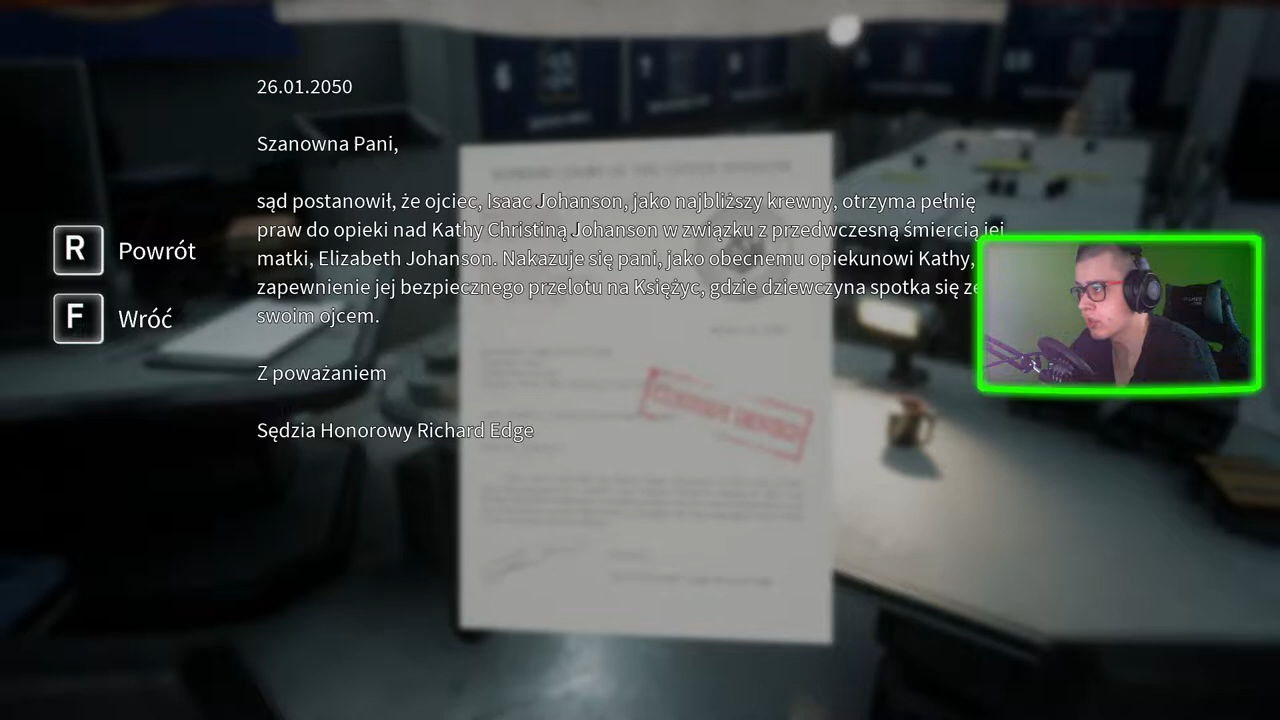 26.01.2050
Szanowna Pani,
sąd postanowił, że ojciec, Isaac Johanson, jako najbliższy krewny, otrzyma pełnię
praw do opieki nad Kathy Christiną Johanson w związku z przedwczesną śmiercią jej
matki, Elizabeth Johanson. Nakazuje się pani, jako obecnemu opiekunowi Kathy,
zapewnienie jej bezpiecznego przelotu na Księżyc, gdzie dziewczyna spotka się ze
swoim ojcem.
Z poważaniem
Sędzia Honorowy Richard Edge
R Powrót
F Wróć